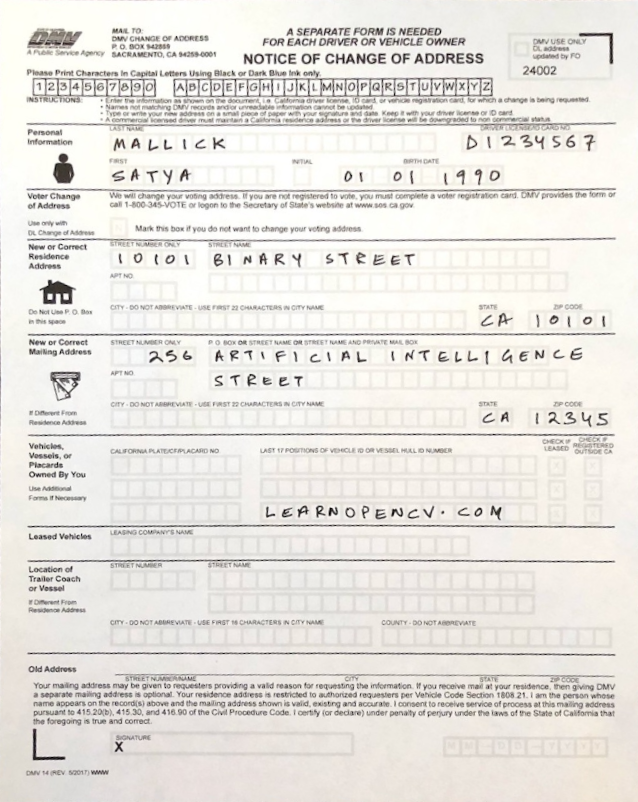 DMV
A Public Service Agency
MAIL TO:
DMV CHANGE OF ADDRESS
P. O. BOX 942859
SACRAMENTO, CA 94259-0001
A SEPARATE FORM IS NEEDED
FOR EACH DRIVER OR VEHICLE OWNER
NOTICE OF CHANGE OF ADDRESS
DMV USE ONLY
DL address
updated by FO
24002
Please Print Characters In Capital Letters Using Black or Dark Blue Ink only.
1 2 3 4 5 6 7 8 9 0 A B C D E F G H I J K L M N O P Q R S T U V W X Y Z
INSTRUCTIONS:
• Enter the information as shown on the document, i.e. California driver license, ID card, or vehicle registration card, for which a change is being requested.
• Names not matching DMV records and/or unreadable information cannot be updated.
• Type or write your new address on a small piece of paper with your signature and date. Keep it with your driver license or ID card.
• A commercial licensed driver must maintain a California residence address or the driver license will be downgraded to non commercial status.
Personal
Information
LAST NAME
DRIVER LICENSE/ID CARD NO.
MALLICK D1234567
FIRST INITIAL BIRTH DATE
SATYA 01 01 1990
Voter Change
of Address
We will change your voting address. If you are not registered to vote, you must complete a voter registration card. DMV provides the form or
call 1-800-345-VOTE or logon to the Secretary of State's website at www.sos.ca.gov.
Use only with
DL Change of Address
Mark this box if you do not want to change your voting address.
New or Correct
Residence
Address
STREET NUMBER ONLY STREET NAME
10101 BINARY STREET
APT NO.
Do Not Use P. O. Box
in this space
CITY - DO NOT ABBREVIATE - USE FIRST 22 CHARACTERS IN CITY NAME STATE ZIP CODE
CA 10101
New or Correct
Mailing Address
STREET NUMBER ONLY P.O. BOX OR STREET NAME OR STREET NAME AND PRIVATE MAIL BOX
256 ARTIFICIAL INTELLIGENCE
APT NO.
STREET
If Different From
Residence Address
CITY - DO NOT ABBREVIATE - USE FIRST 22 CHARACTERS IN CITY NAME STATE ZIP CODE
CA 12345
Vehicles,
Vessels, or
Placards
Owned By You
CALIFORNIA PLATE/CF/PLACARD NO. LAST 17 POSITIONS OF VEHICLE ID OR VESSEL HULL ID NUMBER
CHECK IF
LEASED
CHECK IF
REGISTERED
OUTSIDE CA
Use Additional
Forms If Necessary
LEARNOPENCV.COM
Leased Vehicles
LEASING COMPANY'S NAME
Location of
Trailer Coach
or Vessel
STREET NUMBER STREET NAME
If Different From
Residence Address
CITY - DO NOT ABBREVIATE - USE FIRST 16 CHARACTERS IN CITY NAME COUNTY - DO NOT ABBREVIATE
Old Address
STREET NUMBER/NAME CITY STATE ZIP CODE
Your mailing address may be given to requesters providing a valid reason for requesting the information. If you receive mail at your residence, then giving DMV
a separate mailing address is optional. Your residence address is restricted to authorized requesters per Vehicle Code Section 1808.21. I am the person whose
name appears on the record(s) above and the mailing address shown is valid, existing and accurate. I consent to receive service of process at this mailing address
pursuant to 415.20(b), 415.30, and 416.90 of the Civil Procedure Code. I certify (or declare) under penalty of perjury under the laws of the State of California that
the foregoing is true and correct.
SIGNATURE
X
M M D D Y Y Y Y
DMV 14 (REV. 5/2017) WWW